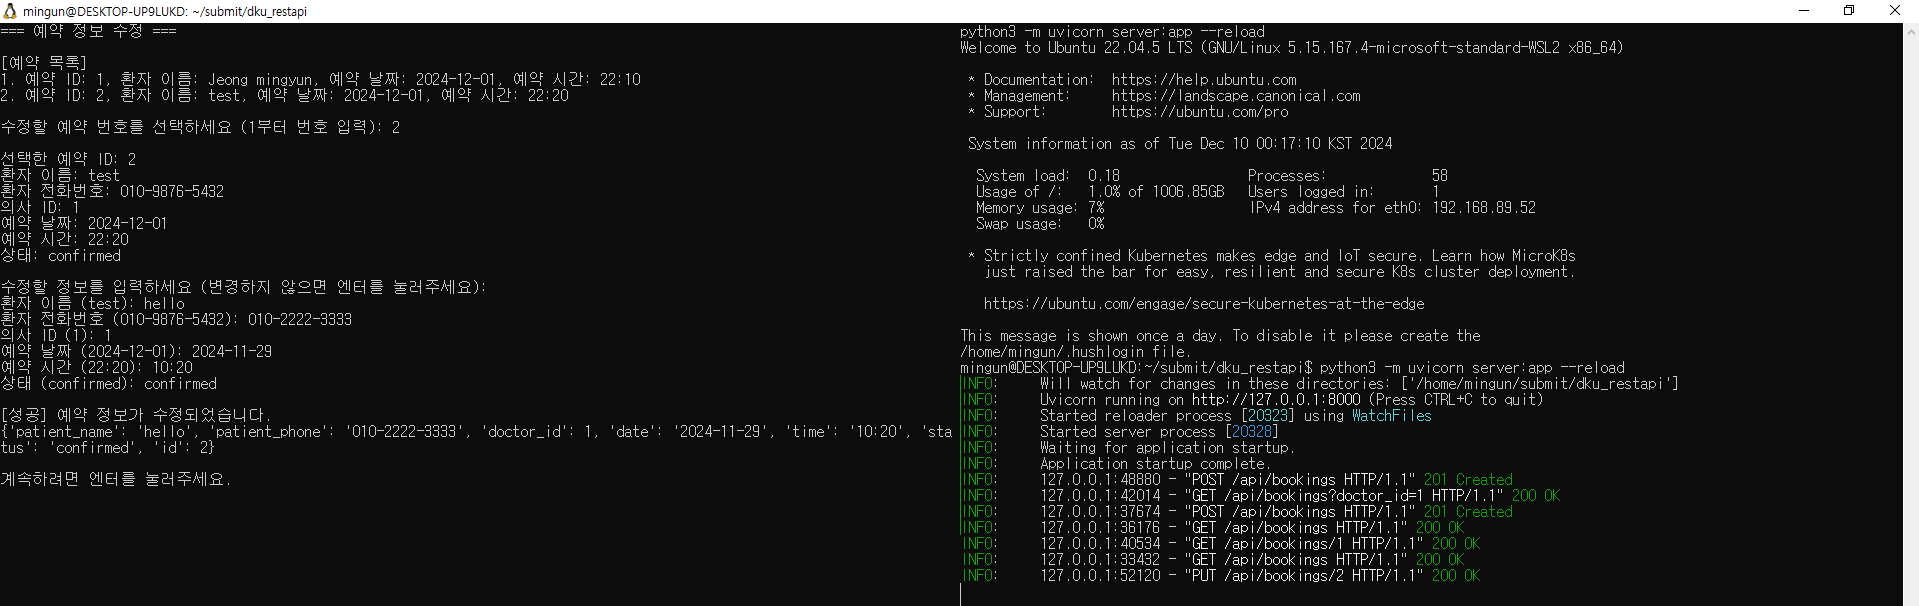 mingun@DESKTOP-UP9LUKD: ~/submit/dku_restapi
=== 예약 정보 수정 ===
[예약 목록]
1. 예약 ID: 1, 환자 이름: Jeong mingyun, 예약 날짜: 2024-12-01, 예약 시간: 22:10
2. 예약 ID: 2, 환자 이름: test, 예약 날짜: 2024-12-01, 예약 시간: 22:20
수정할 예약 번호를 선택하세요 (1부터 번호 입력): 2
선택한 예약 ID: 2
환자 이름: test
환자 전화번호: 010-9876-5432
의사 ID: 1
예약 날짜: 2024-12-01
예약 시간: 22:20
상태: confirmed
수정할 정보를 입력하세요 (변경하지 않으면 엔터를 눌러주세요):
환자 이름 (test): hello
환자 전화번호 (010-9876-5432): 010-2222-3333
의사 ID (1): 1
예약 날짜 (2024-12-01): 2024-11-29
예약 시간 (22:20): 10:20
상태 (confirmed): confirmed
[성공] 예약 정보가 수정되었습니다.
{'patient_name': 'hello', 'patient_phone': '010-2222-3333', 'doctor_id': 1, 'date': '2024-11-29', 'time': '10:20', 'sta
tus': 'confirmed', 'id': 2}
계속하려면 엔터를 눌러주세요.
python3 -m uvicorn server:app --reload
Welcome to Ubuntu 22.04.5 LTS (GNU/Linux 5.15.167.4-microsoft-standard-WSL2 x86_64)
* Documentation:  https://help.ubuntu.com
* Management:     https://landscape.canonical.com
* Support:        https://ubuntu.com/pro
System information as of Tue Dec 10 00:17:10 KST 2024
System load:  0.18                Processes:             58
Usage of /:   1.0% of 1006.85GB   Users logged in:       1
Memory usage: 7%                  IPv4 address for eth0: 192.168.89.52
Swap usage:   0%
* Strictly confined Kubernetes makes edge and IoT secure. Learn how MicroK8s
just raised the bar for easy, resilient and secure K8s cluster deployment.
https://ubuntu.com/engage/secure-kubernetes-at-the-edge
This message is shown once a day. To disable it please create the
/home/mingun/.hushlogin file.
mingun@DESKTOP-UP9LUKD:~/submit/dku_restapi$ python3 -m uvicorn server:app --reload
INFO:     Will watch for changes in these directories: ['/home/mingun/submit/dku_restapi']
INFO:     Uvicorn running on http://127.0.0.1:8000 (Press CTRL+C to quit)
INFO:     Started reloader process [20323] using WatchFiles
INFO:     Started server process [20328]
INFO:     Waiting for application startup.
INFO:     Application startup complete.
INFO:     127.0.0.1:48880 - "POST /api/bookings HTTP/1.1" 201 Created
INFO:     127.0.0.1:42014 - "GET /api/bookings?doctor_id=1 HTTP/1.1" 200 OK
INFO:     127.0.0.1:37674 - "POST /api/bookings HTTP/1.1" 201 Created
INFO:     127.0.0.1:36176 - "GET /api/bookings HTTP/1.1" 200 OK
INFO:     127.0.0.1:40534 - "GET /api/bookings/1 HTTP/1.1" 200 OK
INFO:     127.0.0.1:33432 - "GET /api/bookings HTTP/1.1" 200 OK
INFO:     127.0.0.1:52120 - "PUT /api/bookings/2 HTTP/1.1" 200 OK